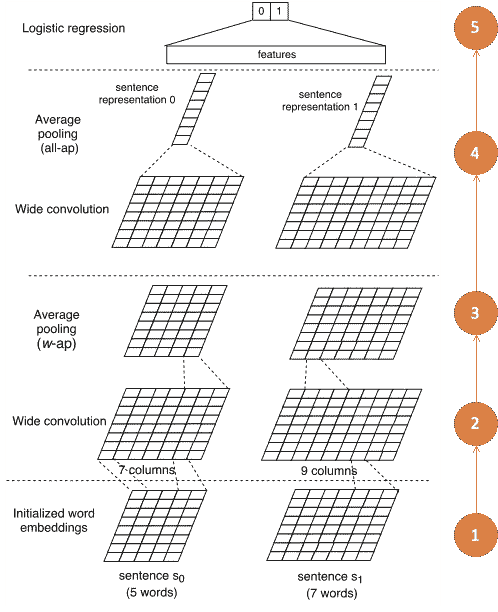 Logistic regression
0 1
5
features
sentence
representation 0
sentence
representation 1
Average
pooling
(all-ap)
4
Wide convolution
Average
pooling
(w-ap)
3
Wide convolution
2
7 columns
9 columns
Initialized word
embeddings
1
sentence s0
(5 words)
sentence s1
(7 words)